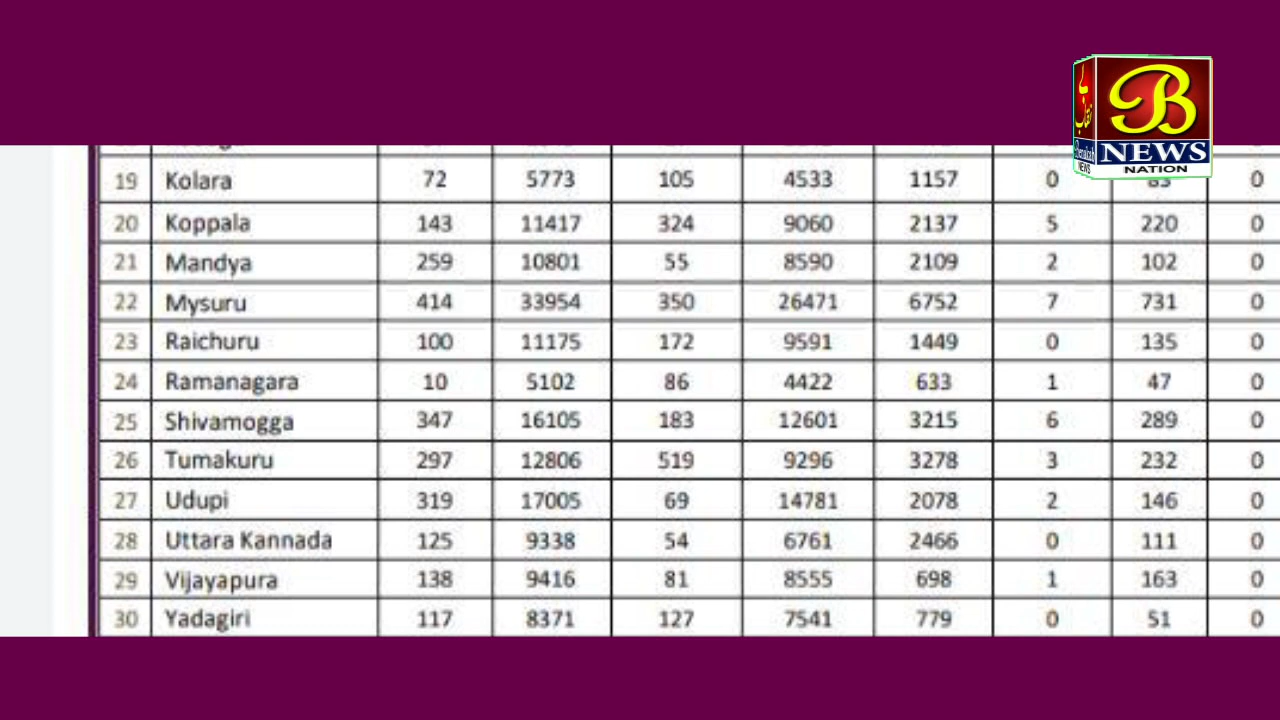 B
NEWS
NATION
NEWS
19 Kolara 72 5773 105 4533 1157 0 83 0
20 Koppala 143 11417 324 9060 2137 5 220 0
21 Mandya 259 10801 55 8590 2109 2 102 0
22 Mysuru 414 33954 350 26471 6752 7 731 0
23 Raichuru 100 11175 172 9591 1449 0 135 0
24 Ramanagara 10 5102 86 4422 633 1 47 0
25 Shivamogga 347 16105 183 12601 3215 6 289 0
26 Tumakuru 297 12806 519 9296 3278 3 232 0
27 Udupi 319 17005 69 14781 2078 2 146 0
28 Uttara Kannada 125 9338 54 6761 2466 0 111 0
29 Vijayapura 138 9416 81 8555 698 1 163 0
30 Yadagiri 117 8371 127 7541 779 0 51 0